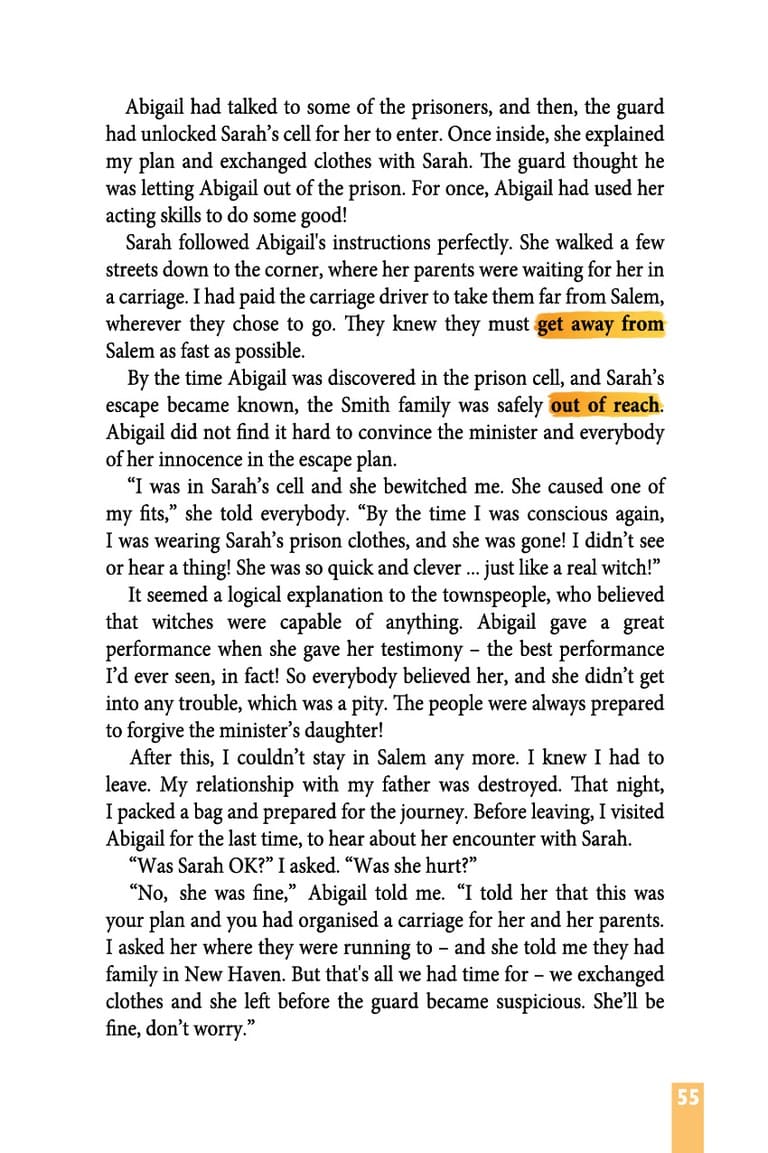 Abigail had talked to some of the prisoners, and then, the guard
had unlocked Sarah’s cell for her to enter. Once inside, she explained
my plan and exchanged clothes with Sarah. The guard thought he
was letting Abigail out of the prison. For once, Abigail had used her
acting skills to do some good!
Sarah followed Abigail's instructions perfectly. She walked a few
streets down to the corner, where her parents were waiting for her in
a carriage. I had paid the carriage driver to take them far from Salem,
wherever they chose to go. They knew they must get away from
Salem as fast as possible.
By the time Abigail was discovered in the prison cell, and Sarah’s
escape became known, the Smith family was safely out of reach.
Abigail did not find it hard to convince the minister and everybody
of her innocence in the escape plan.
“I was in Sarah’s cell and she bewitched me. She caused one of
my fits,” she told everybody. “By the time I was conscious again,
I was wearing Sarah’s prison clothes, and she was gone! I didn’t see
or hear a thing! She was so quick and clever ... just like a real witch!”
It seemed a logical explanation to the townspeople, who believed
that witches were capable of anything. Abigail gave a great
performance when she gave her testimony – the best performance
I’d ever seen, in fact! So everybody believed her, and she didn’t get
into any trouble, which was a pity. The people were always prepared
to forgive the minister’s daughter!
After this, I couldn’t stay in Salem any more. I knew I had to
leave. My relationship with my father was destroyed. That night,
I packed a bag and prepared for the journey. Before leaving, I visited
Abigail for the last time, to hear about her encounter with Sarah.
“Was Sarah OK?” I asked. “Was she hurt?”
“No, she was fine,” Abigail told me. “I told her that this was
your plan and you had organised a carriage for her and her parents.
I asked her where they were running to – and she told me they had
family in New Haven. But that's all we had time for – we exchanged
clothes and she left before the guard became suspicious. She’ll be
fine, don’t worry.”
55